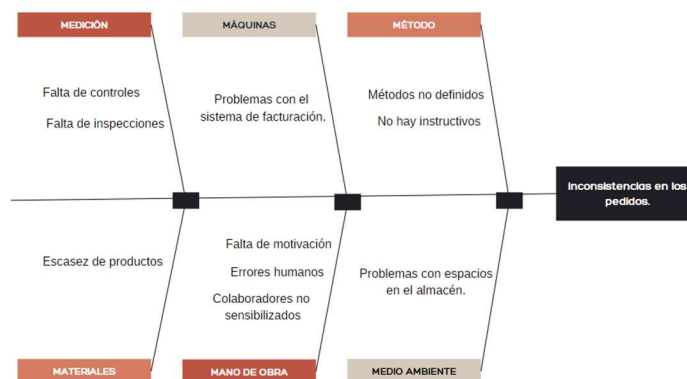 MEDICIÓN
MÁQUINAS
MÉTODO
Falta de controles
Falta de inspecciones
Problemas con el
sistema de facturación.
Métodos no definidos
No hay instructivos
Inconsistencias en los
pedidos.
Escasez de productos
Falta de motivación
Errores humanos
Colaboradores no
sensibilizados
Problemas con espacios
en el almacén.
MATERIALES
MANO DE OBRA
MEDIO AMBIENTE